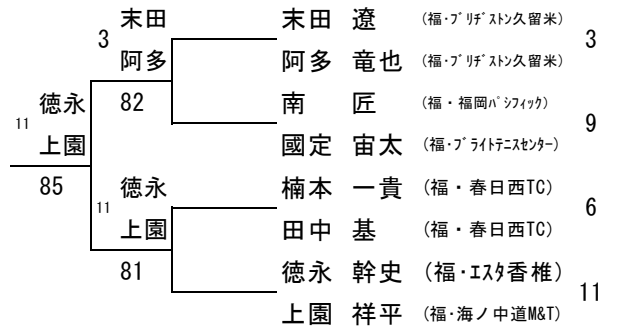 末田 遼 (福・ブリヂストン久留米)
3
阿多 竜也 (福・ブリヂストン久留米)
南 匠 (福・福岡パシフィック)
9
國定 宙太 (福・ブライトテニスセンター)
楠本 一貴 (福・春日西TC)
6
田中 基 (福・春日西TC)
徳永 幹史 (福・エスタ香椎)
11
上園 祥平 (福・海ノ中道M&T)
3
末田
阿多
82
11
徳永
上園
81
11
徳永
上園
85